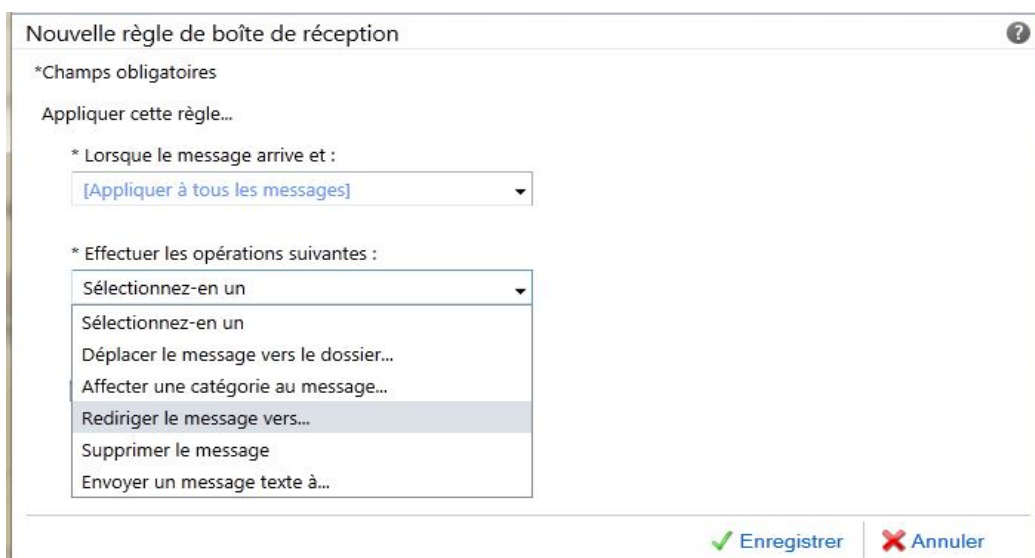 Nouvelle règle de boîte de réception
?
*Champs obligatoires
Appliquer cette règle...
* Lorsque le message arrive et :
[Appliquer à tous les messages]
* Effectuer les opérations suivantes :
Sélectionnez-en un
Sélectionnez-en un
Déplacer le message vers le dossier...
Affecter une catégorie au message...
Rediriger le message vers...
Supprimer le message
Envoyer un message texte à...
Enregistrer
Annuler